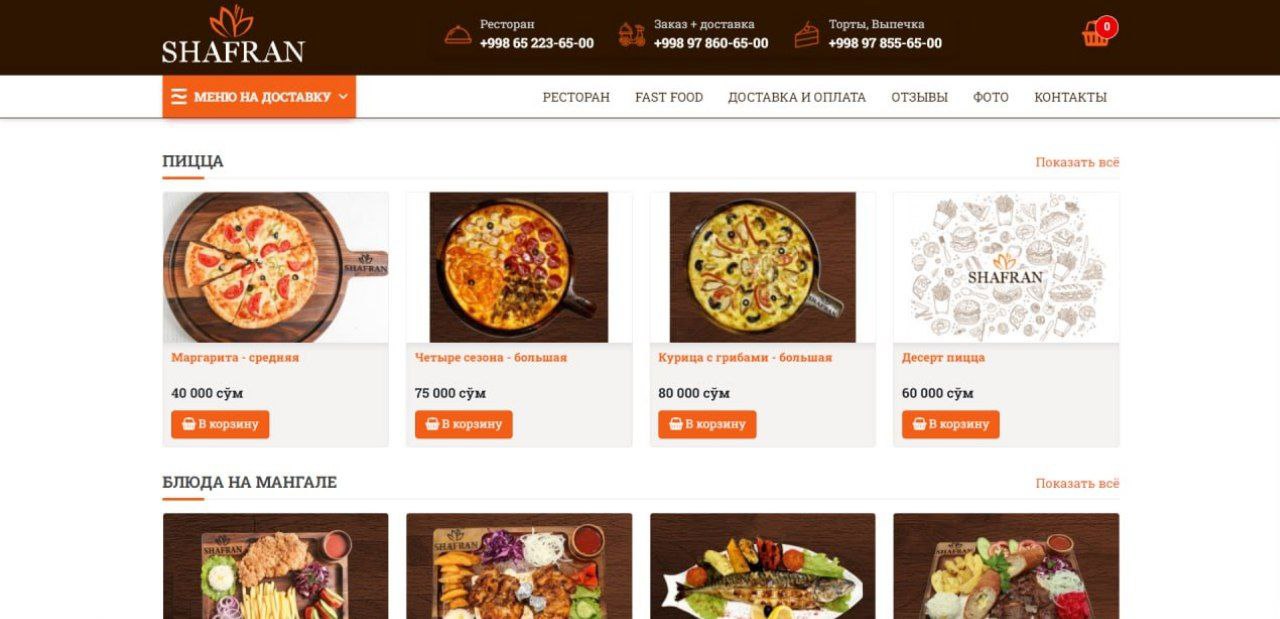 SHAFRAN
Ресторан
+998 65 223-65-00
Заказ + доставка
+998 97 860-65-00
Торты, Выпечка
+998 97 855-65-00
0
МЕНЮ НА ДОСТАВКУ
РЕСТОРАН
FAST FOOD
ДОСТАВКА И ОПЛАТА
ОТЗЫВЫ
ФОТО
КОНТАКТЫ
ПИЦЦА
Показать всё
SHAFRAN
SHAFRAN
SHAFRAN
Маргарита - средняя
Четыре сезона - большая
Курица с грибами - большая
Десерт пицца
40 000 сўм
75 000 сўм
80 000 сўм
60 000 сўм
В корзину
В корзину
В корзину
В корзину
БЛЮДА НА МАНГАЛЕ
Показать всё
SHAFRAN
SHAFRAN
SHAFRAN